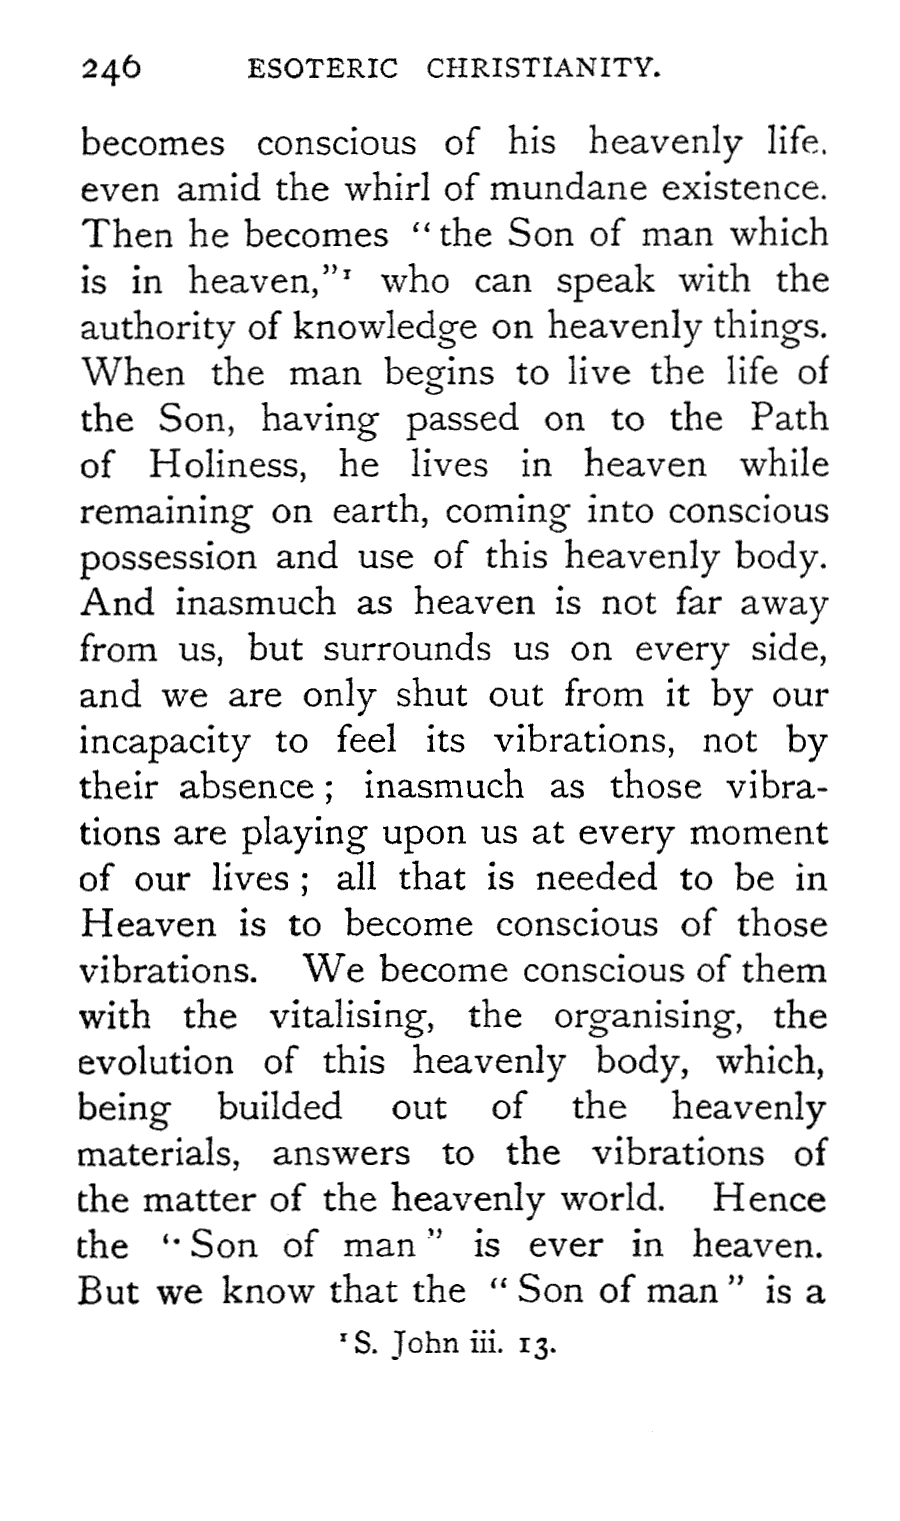 246 ESOTERIC CHRISTIANITY.
becomes conscious of his heavenly life.
even amid the whirl of mundane existence.
Then he becomes “the Son of man which
is in heaven,”¹ who can speak with the
authority of knowledge on heavenly things.
When the man begins to live the life of
the Son, having passed on to the Path
of Holiness, he lives in heaven while
remaining on earth, coming into conscious
possession and use of this heavenly body.
And inasmuch as heaven is not far away
from us, but surrounds us on every side,
and we are only shut out from it by our
incapacity to feel its vibrations, not by
their absence ; inasmuch as those vibra-
tions are playing upon us at every moment
of our lives ; all that is needed to be in
Heaven is to become conscious of those
vibrations. We become conscious of them
with the vitalising, the organising, the
evolution of this heavenly body, which,
being builded out of the heavenly
materials, answers to the vibrations of
the matter of the heavenly world. Hence
the “Son of man” is ever in heaven.
But we know that the “Son of man” is a
¹ S. John iii. 13.